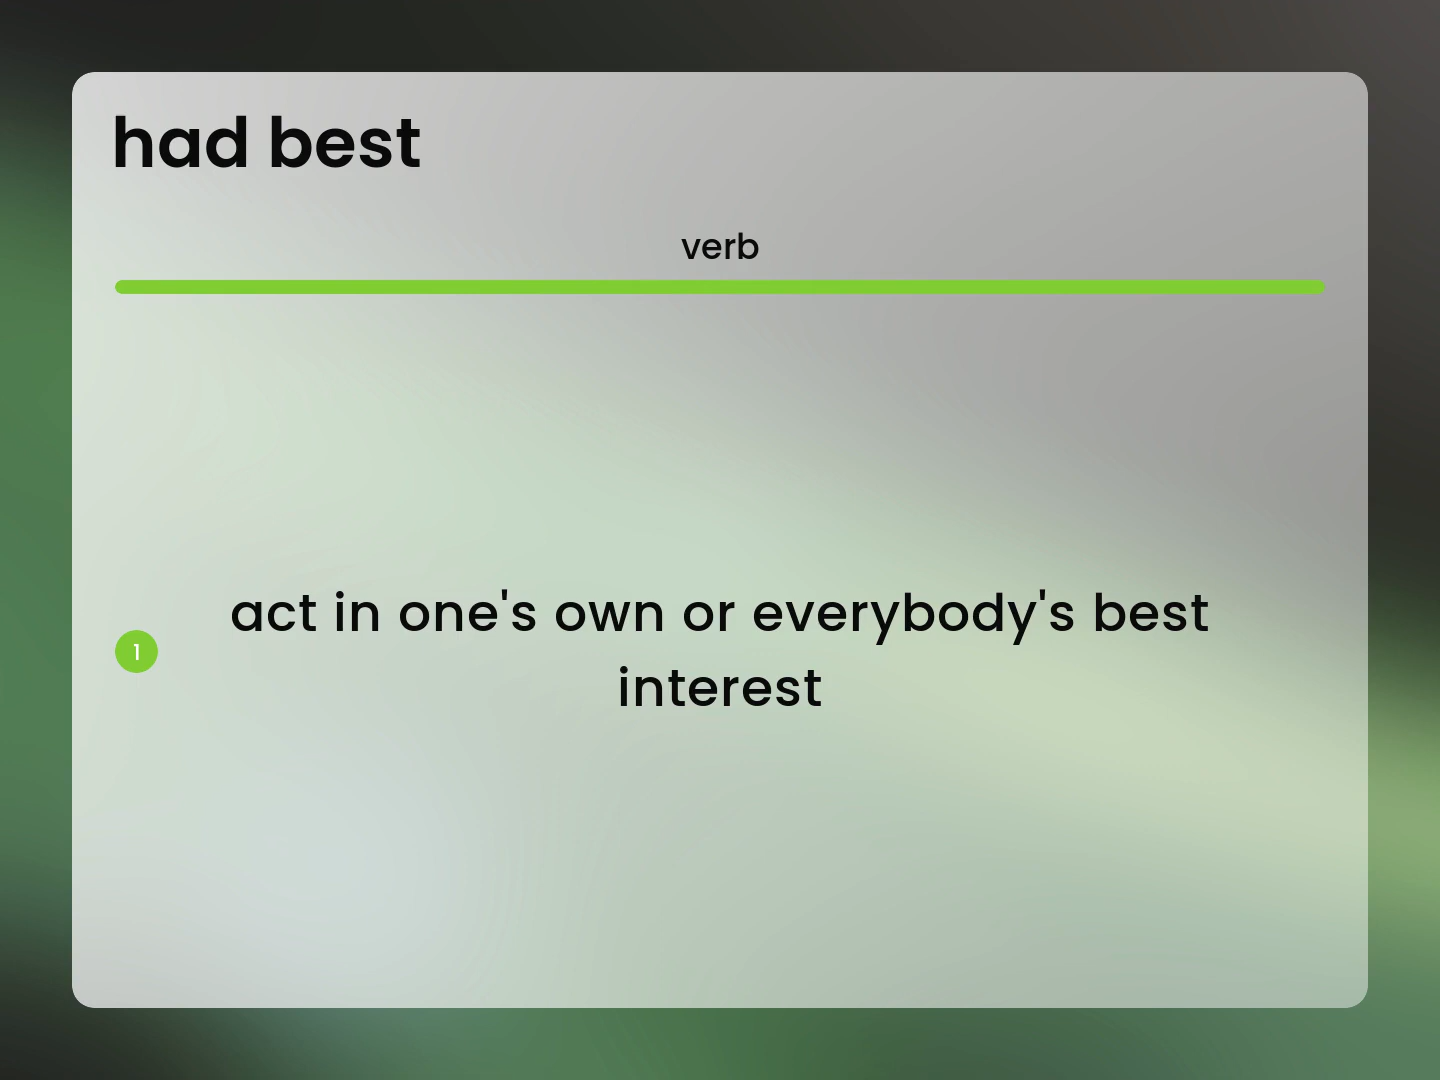 had best
verb
1
act in one's own or everybody's best
interest